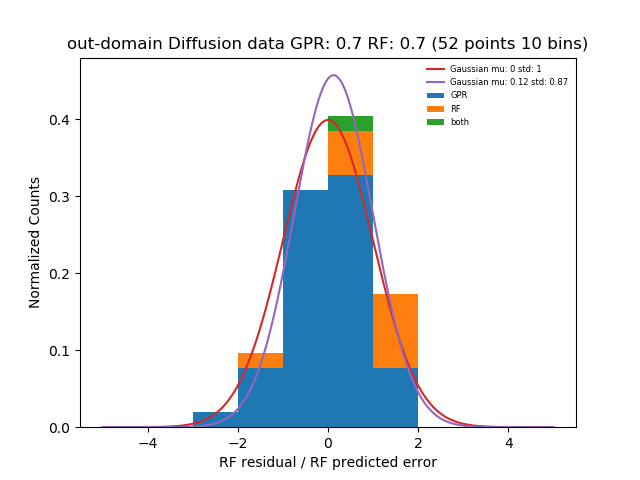 out-domain Diffusion data GPR: 0.7 RF: 0.7 (52 points 10 bins)
Gaussian mu: 0 std: 1
Gaussian mu: 0.12 std: 0.87
GPR
RF
both
Normalized Counts
0.4
0.3
0.2
0.1
0.0
−4
−2
0
2
4
RF residual / RF predicted error